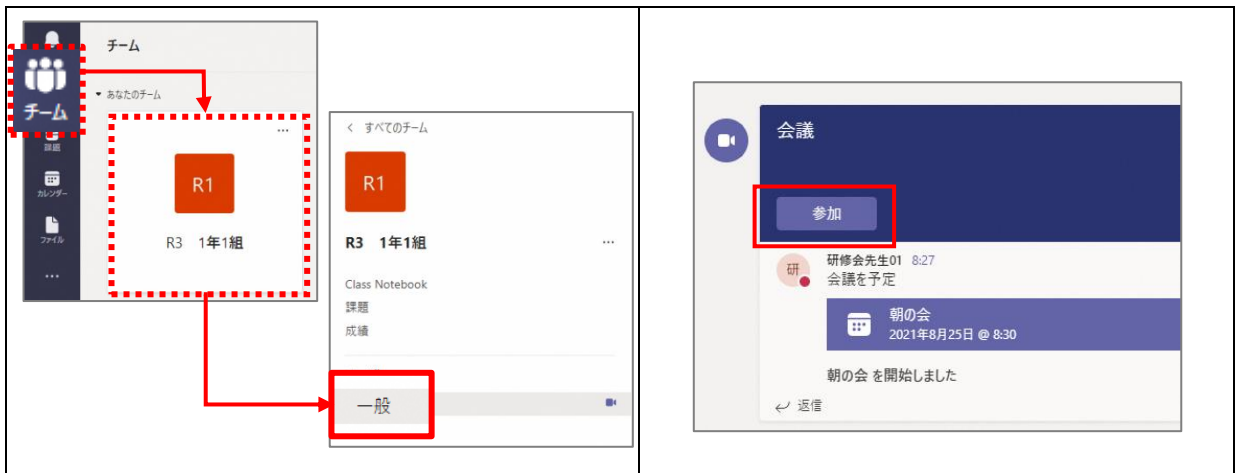 チーム
チーム
課題
カレンダー
ファイル
...
あなたのチーム
...
R1
R3 1年1組
すべてのチーム
R1
R3 1年1組
...
Class Notebook
課題
成績
一般
会議
参加
研
研修会先生01 8:27
会議を予定
朝の会
2021年8月25日 @ 8:30
朝の会 を開始しました
返信